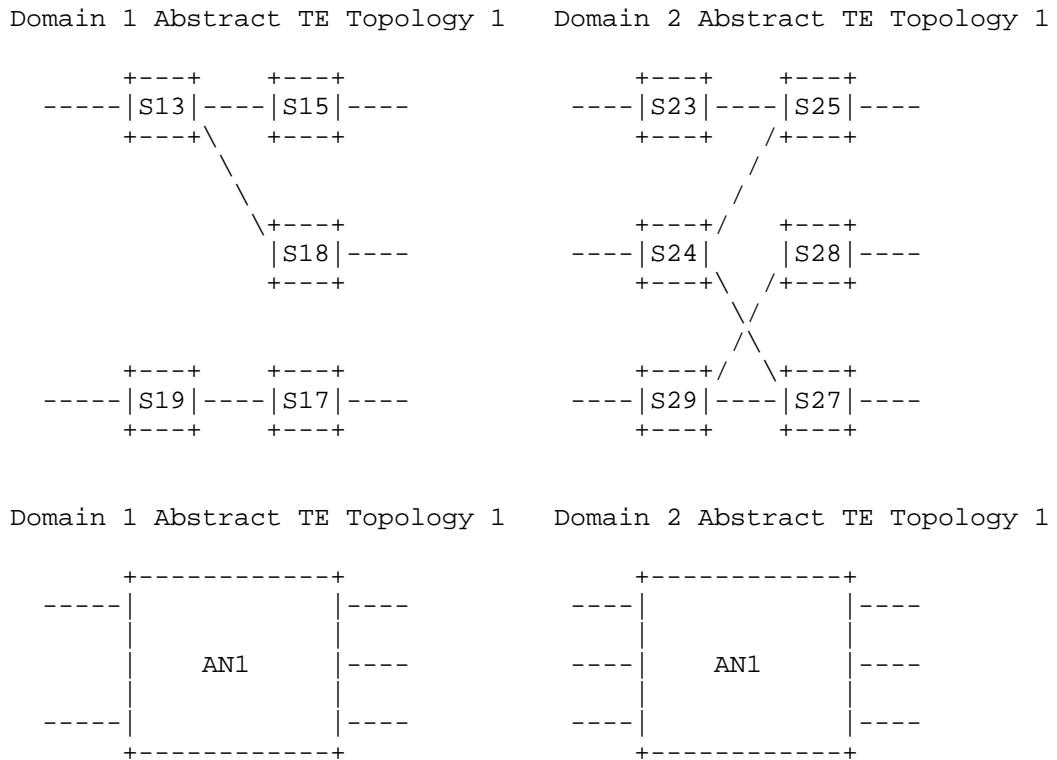 Domain 1 Abstract TE Topology 1    Domain 2 Abstract TE Topology 1
S13 S15 S23 S25
S18 S24 S28
S19 S17 S29 S27
Domain 1 Abstract TE Topology 1    Domain 2 Abstract TE Topology 1
AN1 AN1